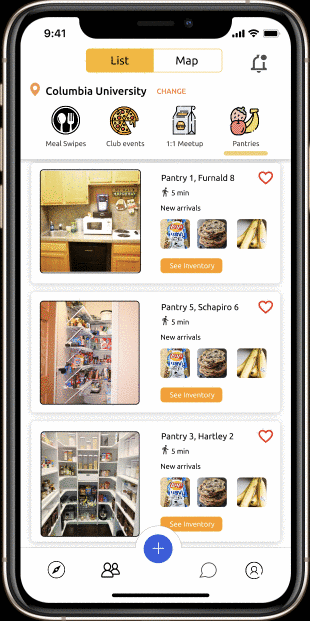 9:41
List Map
Columbia University CHANGE
Meal Swipes Club events 1:1 Meetup Pantries
Pantry 1, Furnald 8
5 min
New arrivals
See Inventory
Pantry 5, Schapiro 6
5 min
New arrivals
See Inventory
Pantry 3, Hartley 2
5 min
New arrivals
See Inventory